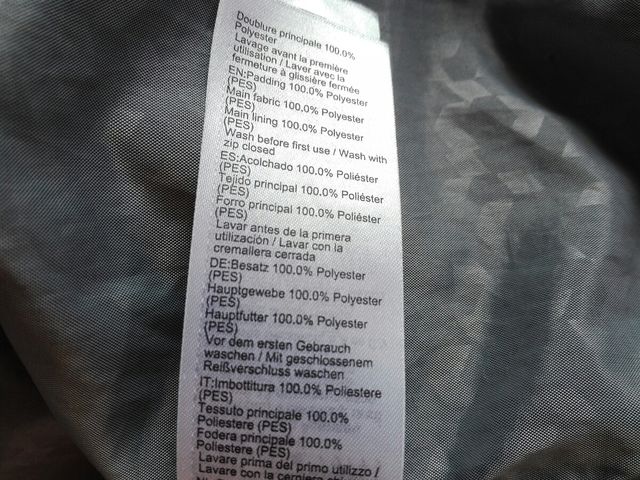 Doublure principale 100.0%
Polyester
Lavage avant la première
utilisation / Laver avec la
fermeture à glissière fermée
EN:Padding 100.0% Polyester
(PES)
Main fabric 100.0% Polyester
(PES)
Main lining 100.0% Polyester
(PES)
Wash before first use / Wash with
zip closed
ES:Acolchado 100.0% Poliéster
(PES)
Tejido principal 100.0% Poliéster
(PES)
Forro principal 100.0% Poliéster
(PES)
Lavar antes de la primera
utilización / Lavar con la
cremallera cerrada
DE:Besatz 100.0% Polyester
(PES)
Hauptgewebe 100.0% Polyester
(PES)
Hauptfutter 100.0% Polyester
(PES)
Vor dem ersten Gebrauch
waschen / Mit geschlossenem
Reißverschluss waschen
IT:Imbottitura 100.0% Poliestere
(PES)
Tessuto principale 100.0%
Poliestere (PES)
Fodera principale 100.0%
Poliestere (PES)
Lavare prima del primo utilizzo /
Lavare con la cerniera